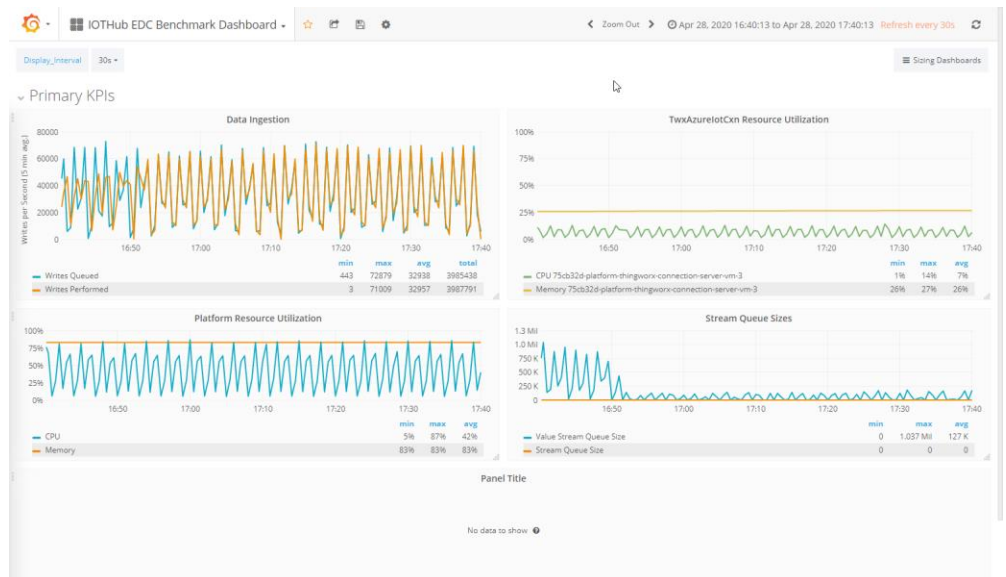 IOTHub EDC Benchmark Dashboard
Zoom Out Apr 28, 2020 16:40:13 to Apr 28, 2020 17:40:13 Refresh every 30s
Display_Interval 30s
Sizing Dashboards
Primary KPIs
Data Ingestion
Writes per Second (5 min avg.)
80000
60000
40000
20000
0
16:50 17:00 17:10 17:20 17:30 17:40
min max avg total
Writes Queued 443 72879 32938 3985438
Writes Performed 3 71009 32957 3987791
TwxAzureIotCxn Resource Utilization
100%
75%
50%
25%
0%
16:50 17:00 17:10 17:20 17:30 17:40
min max avg
CPU 75cb32d-platform-thingworx-connection-server-vm-3 1% 14% 7%
Memory 75cb32d-platform-thingworx-connection-server-vm-3 26% 27% 26%
Platform Resource Utilization
100%
75%
50%
25%
0%
16:50 17:00 17:10 17:20 17:30 17:40
min max avg
CPU 5% 87% 42%
Memory 83% 83% 83%
Stream Queue Sizes
1.3 Mil
1.0 Mil
750 K
500 K
250 K
0
16:50 17:00 17:10 17:20 17:30 17:40
min max avg
Value Stream Queue Size 0 1.037 Mil 127 K
Stream Queue Size 0 0 0
Panel Title
No data to show